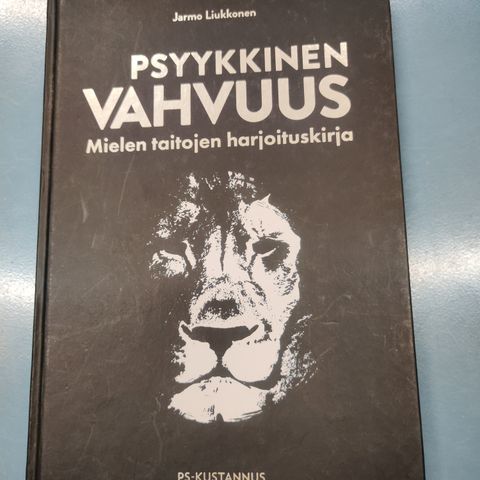 Jarmo Liukkonen
PSYYKKINEN
VAHVUUS
Mielen taitojen harjoituskirja
PS-KUSTANNUS